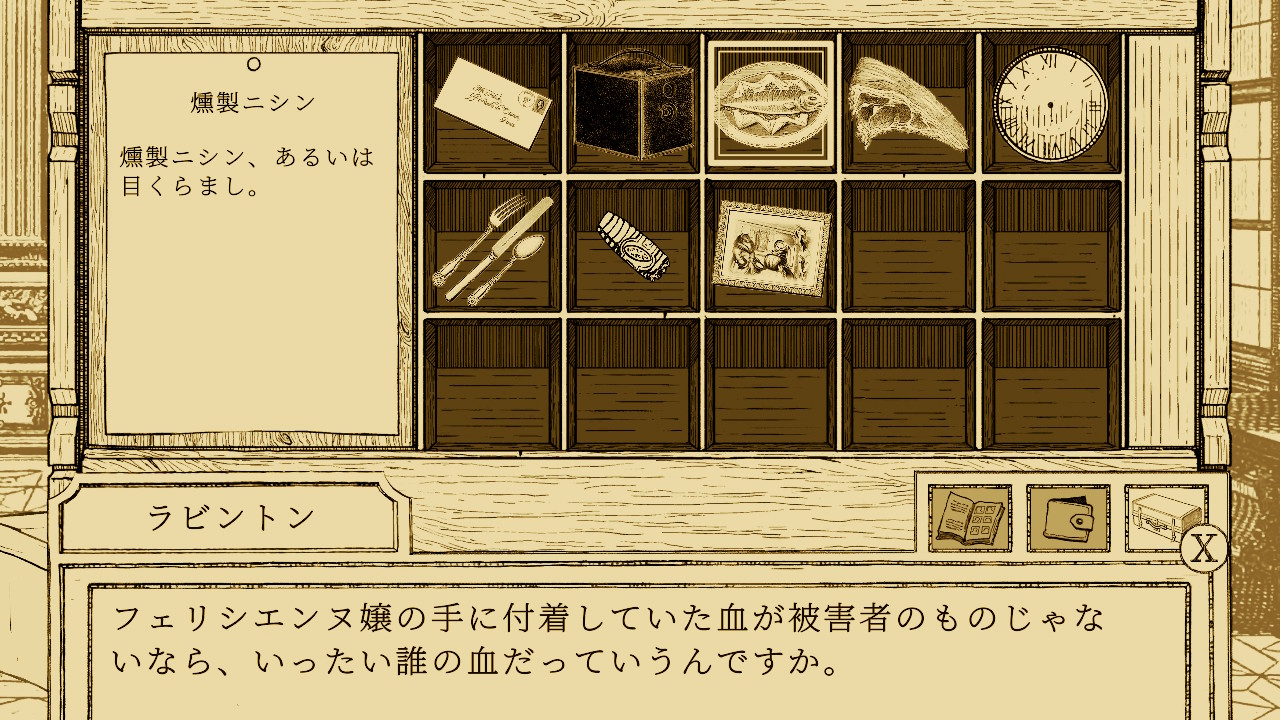 燻製ニシン
燻製ニシン、あるいは
目くらまし。
ラビントン
X
フェリシエンヌ嬢の手に付着していた血が被害者のものじゃな
いなら、いったい誰の血だっていうんですか。